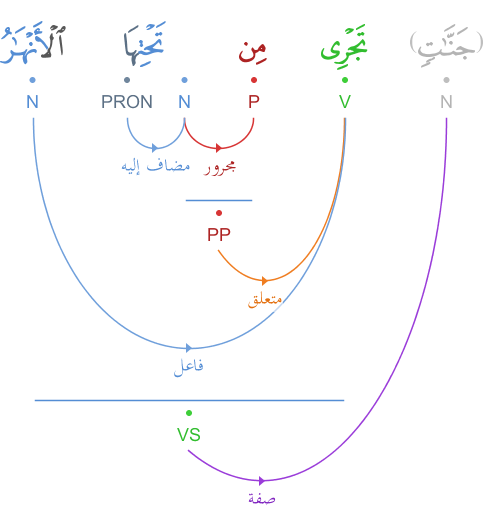 (جَنَّـٰتٍ) تَجْرِى مِن تَحْتِهَا ٱلْأَنْهَـٰرُ
N V P N PRON N
مجرور مضاف إليه
PP
متعلق
فاعل
VS
صفة